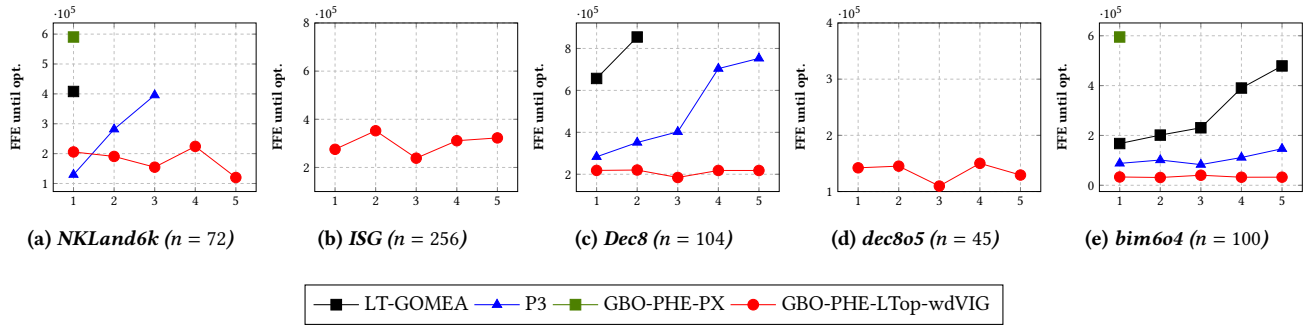 ·10⁵
FFE until opt.
6
5
4
3
2
1
1 2 3 4 5
(a) NKLand6k (n = 72)
·10⁵
FFE until opt.
8
6
4
2
1 2 3 4 5
(b) ISG (n = 256)
·10⁵
FFE until opt.
8
6
4
2
1 2 3 4 5
(c) Dec8 (n = 104)
·10⁵
FFE until opt.
4
3
2
1
1 2 3 4 5
(d) dec8o5 (n = 45)
·10⁵
FFE until opt.
6
4
2
0
1 2 3 4 5
(e) bim6o4 (n = 100)
LT-GOMEA P3 GBO-PHE-PX GBO-PHE-LTop-wdVIG